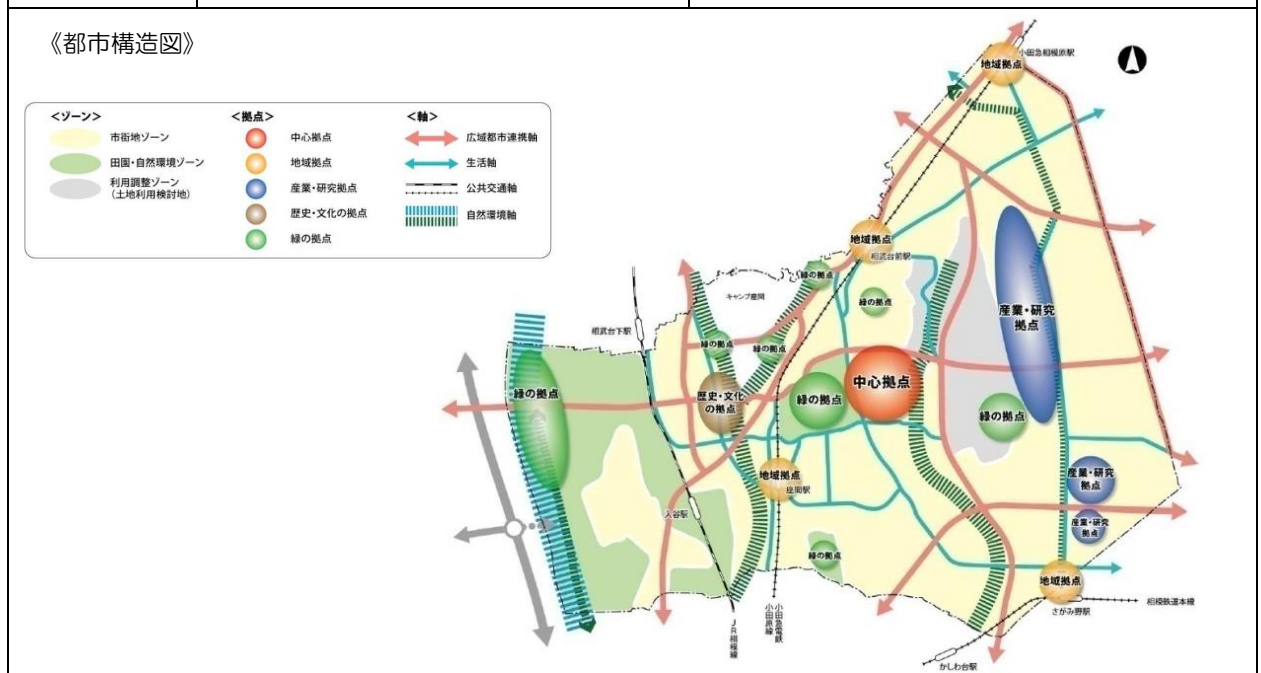 《都市構造図》
<ゾーン>
市街地ゾーン
田園・自然環境ゾーン
利用調整ゾーン
(土地利用検討地)
<拠点>
中心拠点
地域拠点
産業・研究拠点
歴史・文化の拠点
緑の拠点
<軸>
広域都市連携軸
生活軸
公共交通軸
自然環境軸
小田急相模原駅
地域拠点
地域拠点
相武台前駅
緑の拠点
キャンプ座間
緑の拠点
産業・研究
拠点
相武台下駅
緑の拠点
緑の拠点
中心拠点
緑の拠点
歴史・文化
の拠点
緑の拠点
緑の拠点
地域拠点
座間駅
産業・研究
拠点
入谷駅
産業・研究
拠点
緑の拠点
地域拠点
さがみ野駅
相模鉄道本線
小田急電鉄
小田原線
JR相模線
かしわ台駅